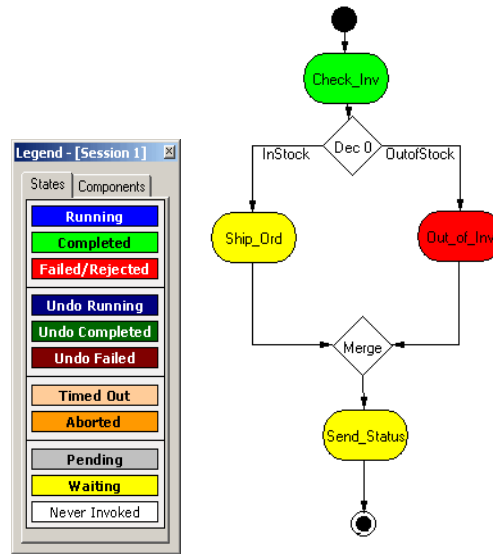 Legend - [Session 1]
States
Components
Running
Completed
Failed/Rejected
Undo Running
Undo Completed
Undo Failed
Timed Out
Aborted
Pending
Waiting
Never Invoked
Check_Inv
Dec 0
InStock
OutofStock
Ship_Ord
Out_of_Inv
Merge
Send_Status